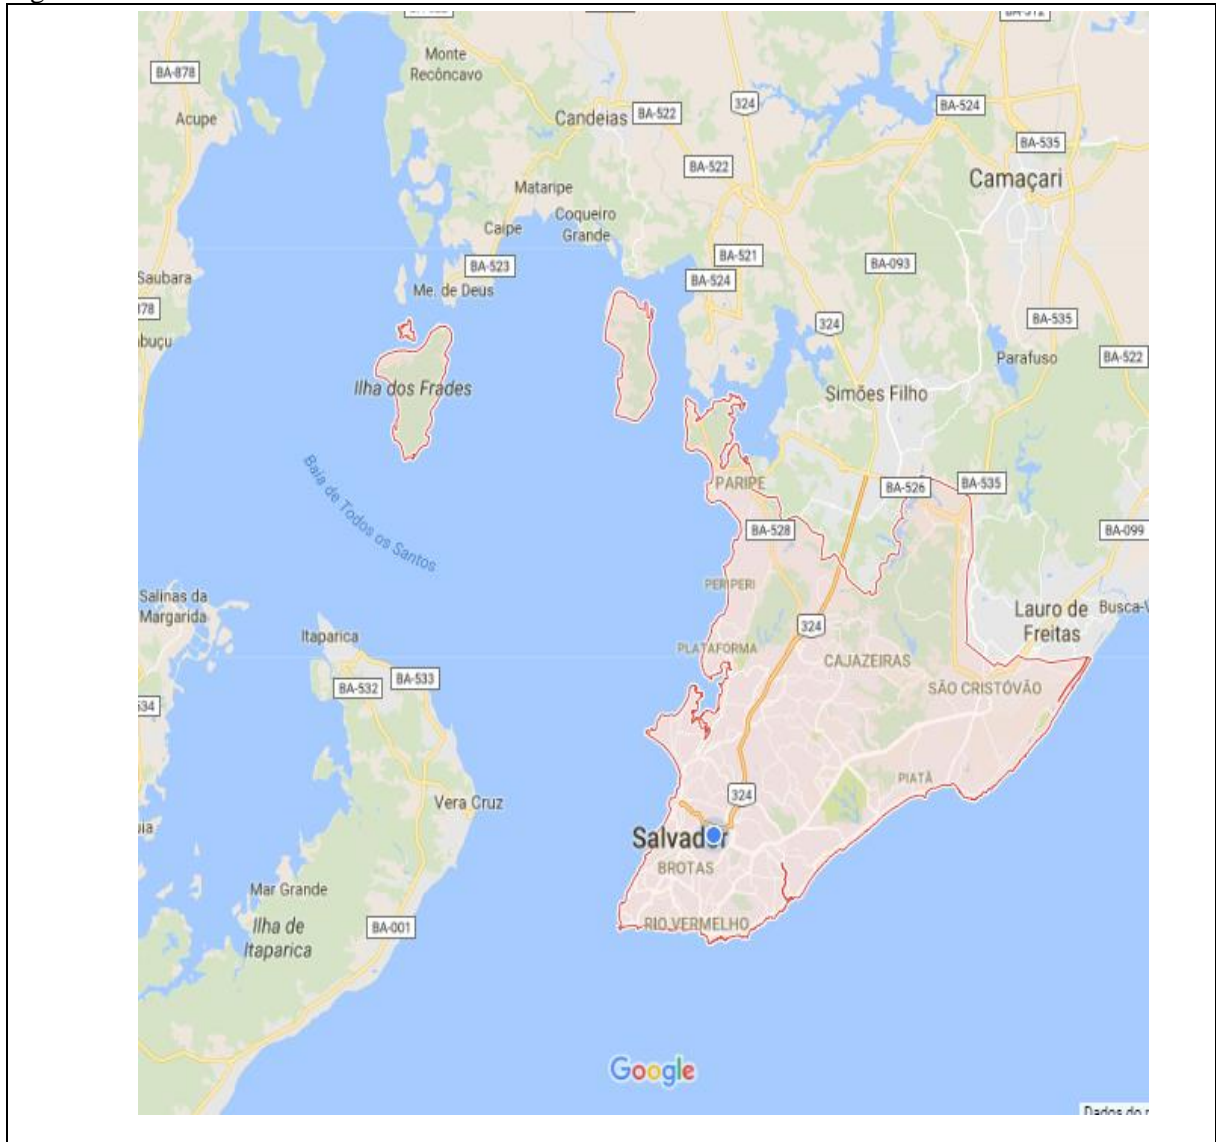 BA-878
Monte
Recôncavo
Acupe
Candeias
BA-522
324
BA-524
BA-535
BA-522
Camaçari
Mataripe
Coqueiro
Grande
Caipe
BA-523
BA-521
BA-524
BA-093
Saubara
Me. de Deus
BA-535
324
Parafuso
BA-522
Ilha dos Frades
Simões Filho
Baía de Todos os Santos
PARIPE
BA-526
BA-535
BA-528
BA-099
PERIPERI
Salinas da
Margarida
Lauro de
Freitas
Itaparica
324
PLATAFORMA
CAJAZEIRAS
BA-532
BA-533
SÃO CRISTÓVÃO
PIATÃ
324
Vera Cruz
Salvador
BROTAS
Mar Grande
RIO VERMELHO
Ilha de
Itaparica
BA-001
Google